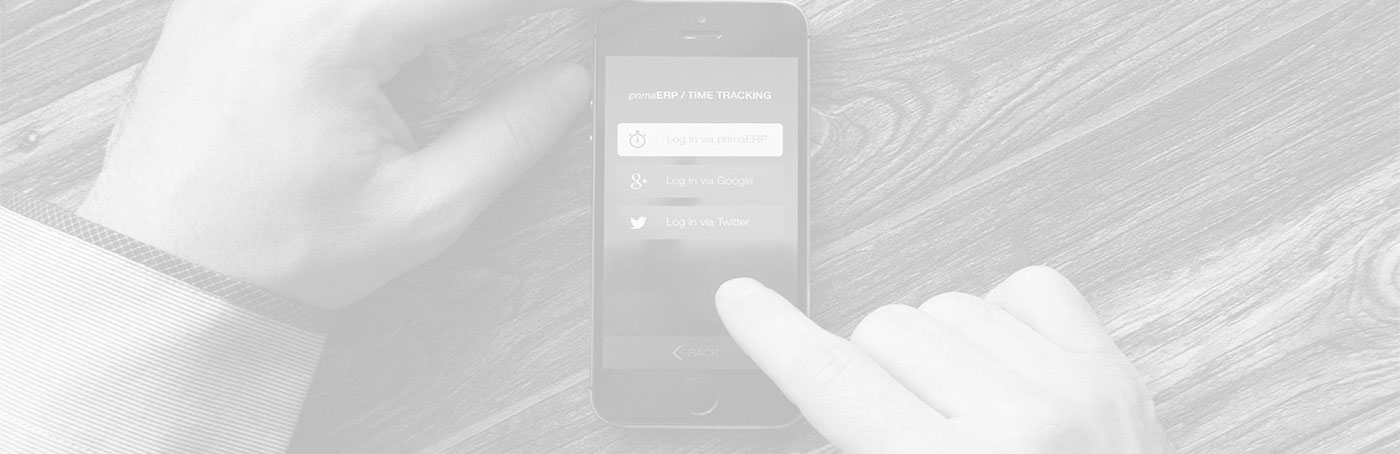 primaERP / TIME TRACKING
Log in via primaERP
Log in via Google
Log in via Twitter
BACK